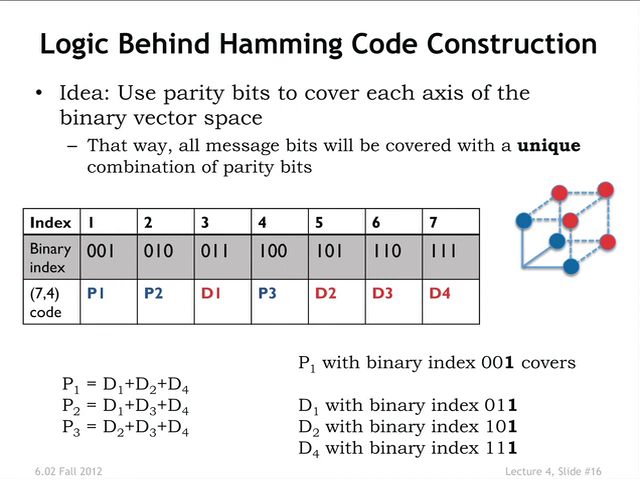 Logic Behind Hamming Code Construction
• Idea: Use parity bits to cover each axis of the
binary vector space
– That way, all message bits will be covered with a unique
combination of parity bits
Index 1 2 3 4 5 6 7
Binary index 001 010 011 100 101 110 111
(7,4) code P1 P2 D1 P3 D2 D3 D4
P1 = D1+D2+D4
P2 = D1+D3+D4
P3 = D2+D3+D4
P1 with binary index 001 covers
D1 with binary index 011
D2 with binary index 101
D4 with binary index 111
6.02 Fall 2012
Lecture 4, Slide #16